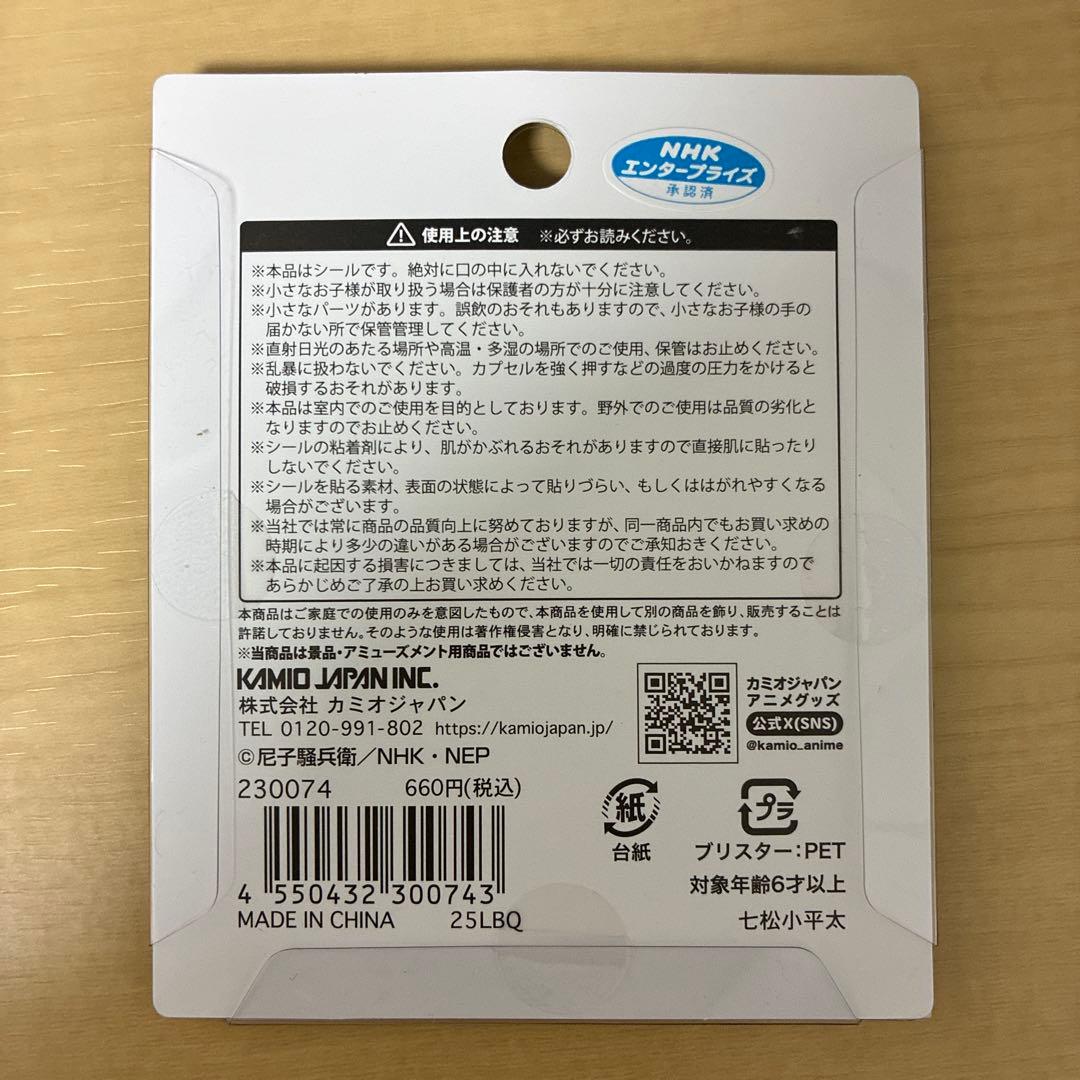 NHK
エンタープライズ
承認済
使用上の注意 ※必ずお読みください。
※本品はシールです。絶対に口の中に入れないでください。
※小さなお子様が取り扱う場合は保護者の方が十分に注意してください。
※小さなパーツがあります。誤飲のおそれもありますので、小さなお子様の手の
届かない所で保管管理してください。
※直射日光のあたる場所や高温・多湿の場所でのご使用、保管はお止めください。
※乱暴に扱わないでください。カプセルを強く押すなどの過度の圧力をかけると
破損するおそれがあります。
※本品は室内でのご使用を目的としております。野外でのご使用は品質の劣化と
なりますのでお止めください。
※シールの粘着剤により、肌がかぶれるおそれがありますので直接肌に貼ったり
しないでください。
※シールを貼る素材、表面の状態によって貼りづらい、もしくははがれやすくなる
場合がございます。
※当社では常に商品の品質向上に努めておりますが、同一商品内でもお買い求めの
時期により多少の違いがある場合がございますのでご承知おきください。
※本品に起因する損害につきましては、当社では一切の責任をおいかねますので
あらかじめご了承の上お買い求めください。
本商品はご家庭での使用のみを意図したもので、本商品を使用して別の商品を飾り、販売することは
許諾しておりません。そのような使用は著作権侵害となり、明確に禁じられております。
※当商品は景品・アミューズメント用商品ではございません。
KAMIO JAPAN INC.
株式会社 カミオジャパン
TEL 0120-991-802 https://kamiojapan.jp/
©尼子騒兵衛／NHK・NEP
カミオジャパン
アニメグッズ
公式X(SNS)
@kamio_anime
230074 660円(税込)
4 550432 300743
MADE IN CHINA 25LBQ
紙
台紙
プラ
ブリスター：PET
対象年齢6才以上
七松小平太